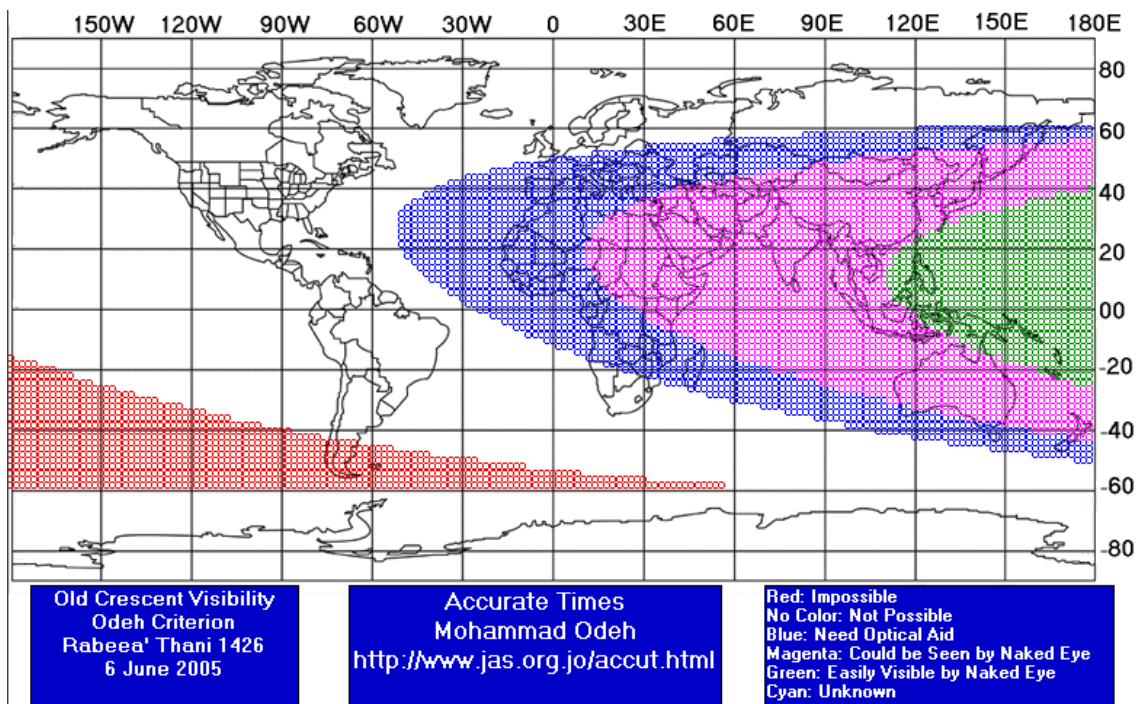 150W 120W 90W 60W 30W 0 30E 60E 90E 120E 150E 180E
80
60
40
20
00
-20
-40
-60
-80
Old Crescent Visibility
Odeh Criterion
Rabeea' Thani 1426
6 June 2005
Accurate Times
Mohammad Odeh
http://www.jas.org.jo/accut.html
Red: Impossible
No Color: Not Possible
Blue: Need Optical Aid
Magenta: Could be Seen by Naked Eye
Green: Easily Visible by Naked Eye
Cyan: Unknown